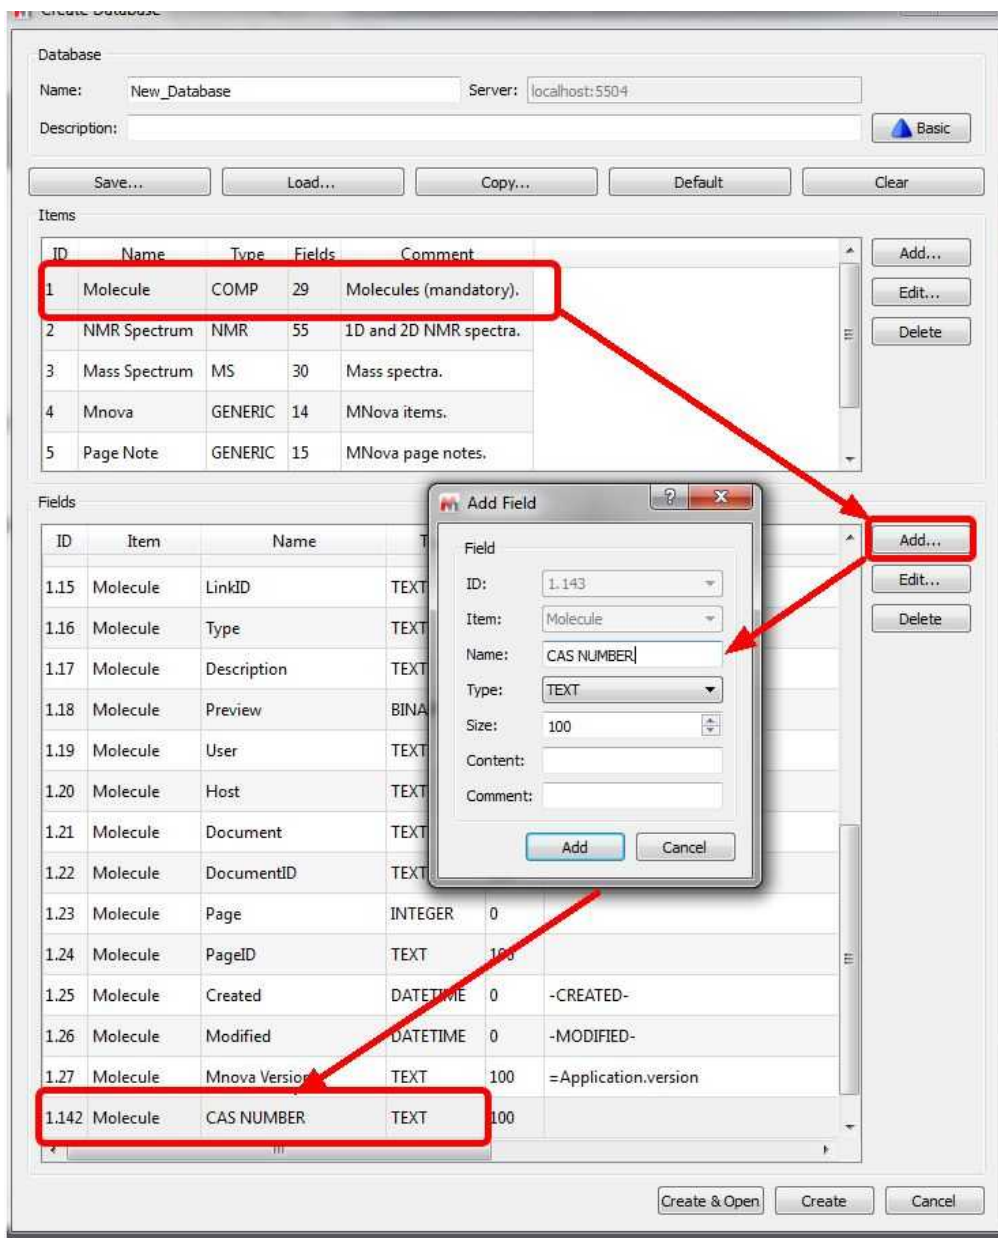 Create Database
Database
Name: New_Database Server: localhost:5504
Description: Basic
Save... Load... Copy... Default Clear
Items
ID Name Type Fields Comment Add...
1 Molecule COMP 29 Molecules (mandatory). Edit...
2 NMR Spectrum NMR 55 1D and 2D NMR spectra. Delete
3 Mass Spectrum MS 30 Mass spectra.
4 Mnova GENERIC 14 MNova items.
5 Page Note GENERIC 15 MNova page notes.
Fields
ID Item Name Add...
1.15 Molecule LinkID TEXT Edit...
1.16 Molecule Type TEXT Delete
1.17 Molecule Description TEXT
1.18 Molecule Preview BINA
1.19 Molecule User TEXT
1.20 Molecule Host TEXT
1.21 Molecule Document TEXT
1.22 Molecule DocumentID TEXT
1.23 Molecule Page INTEGER 0
1.24 Molecule PageID TEXT 100
1.25 Molecule Created DATETIME 0 -CREATED-
1.26 Molecule Modified DATETIME 0 -MODIFIED-
1.27 Molecule Mnova Version TEXT 100 =Application.version
1.142 Molecule CAS NUMBER TEXT 100
Add Field
Field
ID: 1.143
Item: Molecule
Name: CAS NUMBER
Type: TEXT
Size: 100
Content:
Comment:
Add Cancel
Create & Open Create Cancel